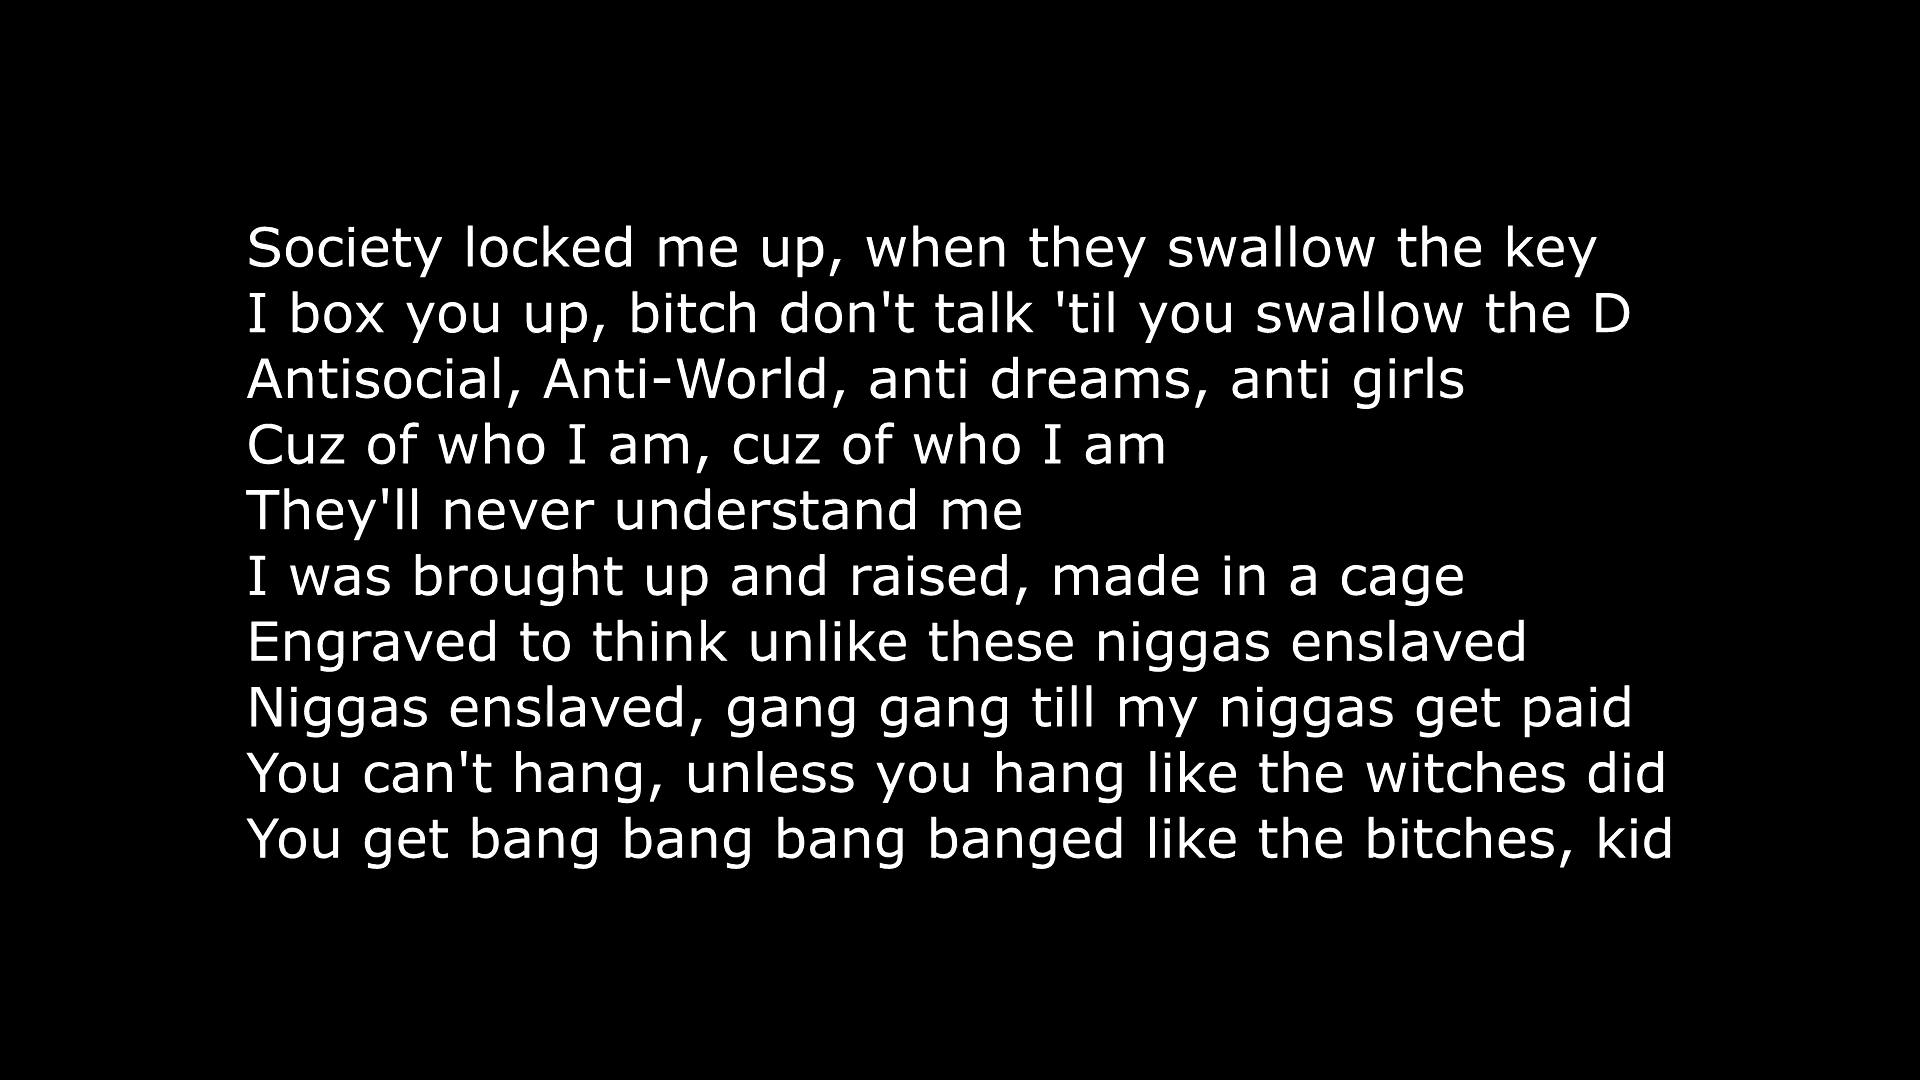 Society locked me up, when they swallow the key
I box you up, bitch don't talk 'til you swallow the D
Antisocial, Anti-World, anti dreams, anti girls
Cuz of who I am, cuz of who I am
They'll never understand me
I was brought up and raised, made in a cage
Engraved to think unlike these niggas enslaved
Niggas enslaved, gang gang till my niggas get paid
You can't hang, unless you hang like the witches did
You get bang bang bang banged like the bitches, kid